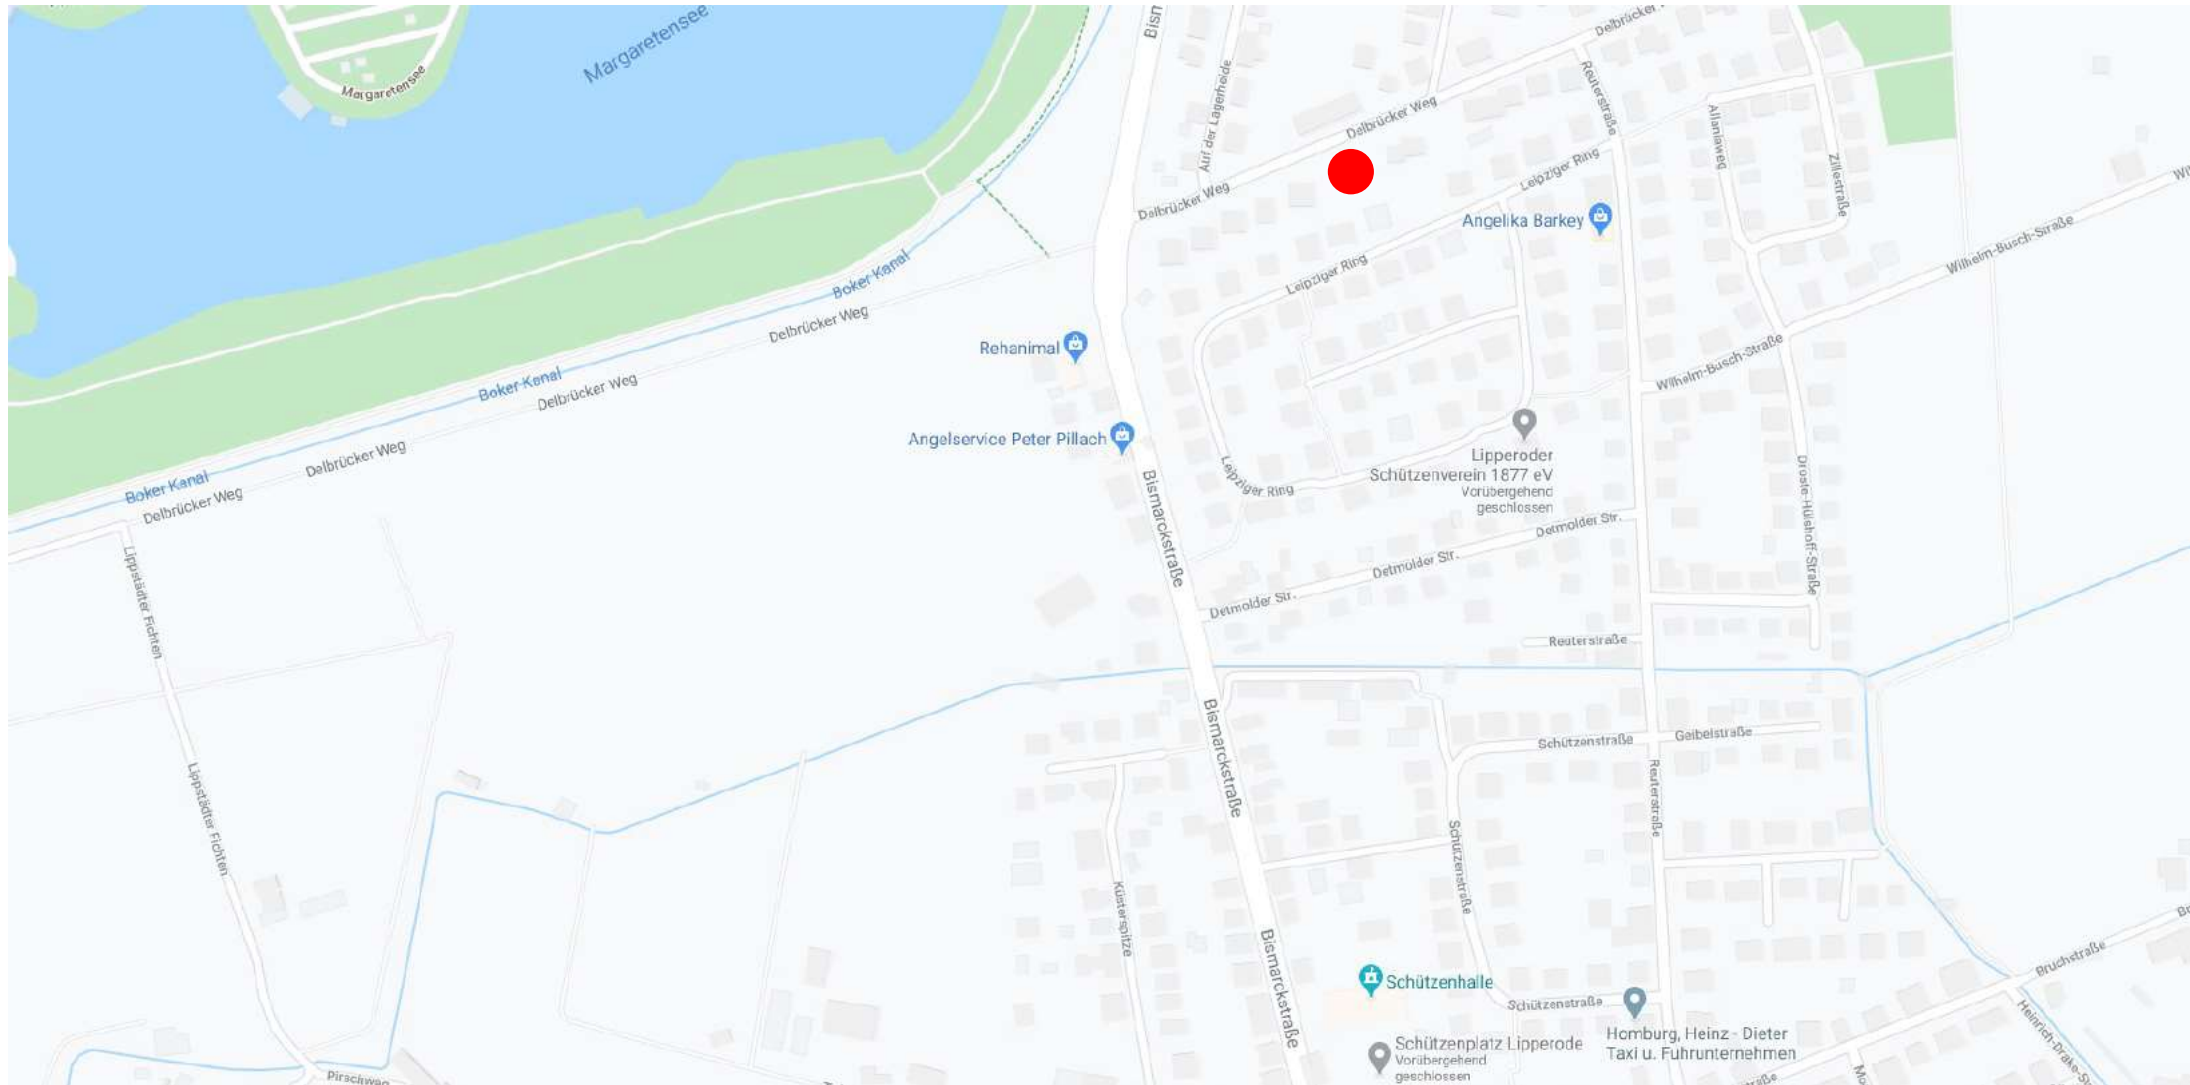 Margaretensee
Margaretensee
Bism
Delbrücker
Auf der Lagerheide
Delbrücker Weg
Reuterstraße
Allaniaweg
Zillestraße
Delbrücker Weg
Leipziger Ring
Angelika Barkey
Wilhelm-Busch-Straße
Boker Kanal
Leipziger Ring
Delbrücker Weg
Rehanimal
Wilhelm-Busch-Straße
Boker Kanal
Delbrücker Weg
Angelservice Peter Pillach
Lipperoder
Schützenverein 1877 eV
Vorübergehend
geschlossen
Delbrücker Weg
Leipziger Ring
Boker Kanal
Delbrücker Weg
Bismarckstraße
Droste-Hülshoff-Straße
Detmolder Str.
Detmolder Str.
Detmolder Str.
Lippstädter Fichten
Reuterstraße
Bismarckstraße
Schützenstraße
Geibelstraße
Reuterstraße
Lippstädter Fichten
Schützenstraße
Küsterspitze
Bismarckstraße
Bruchstraße
Schützenhalle
Schützenstraße
Homburg, Heinz - Dieter
Taxi u. Fuhrunternehmen
Schützenplatz Lipperode
Vorübergehend
geschlossen
Heinrich-Drake-S
Pirschweg